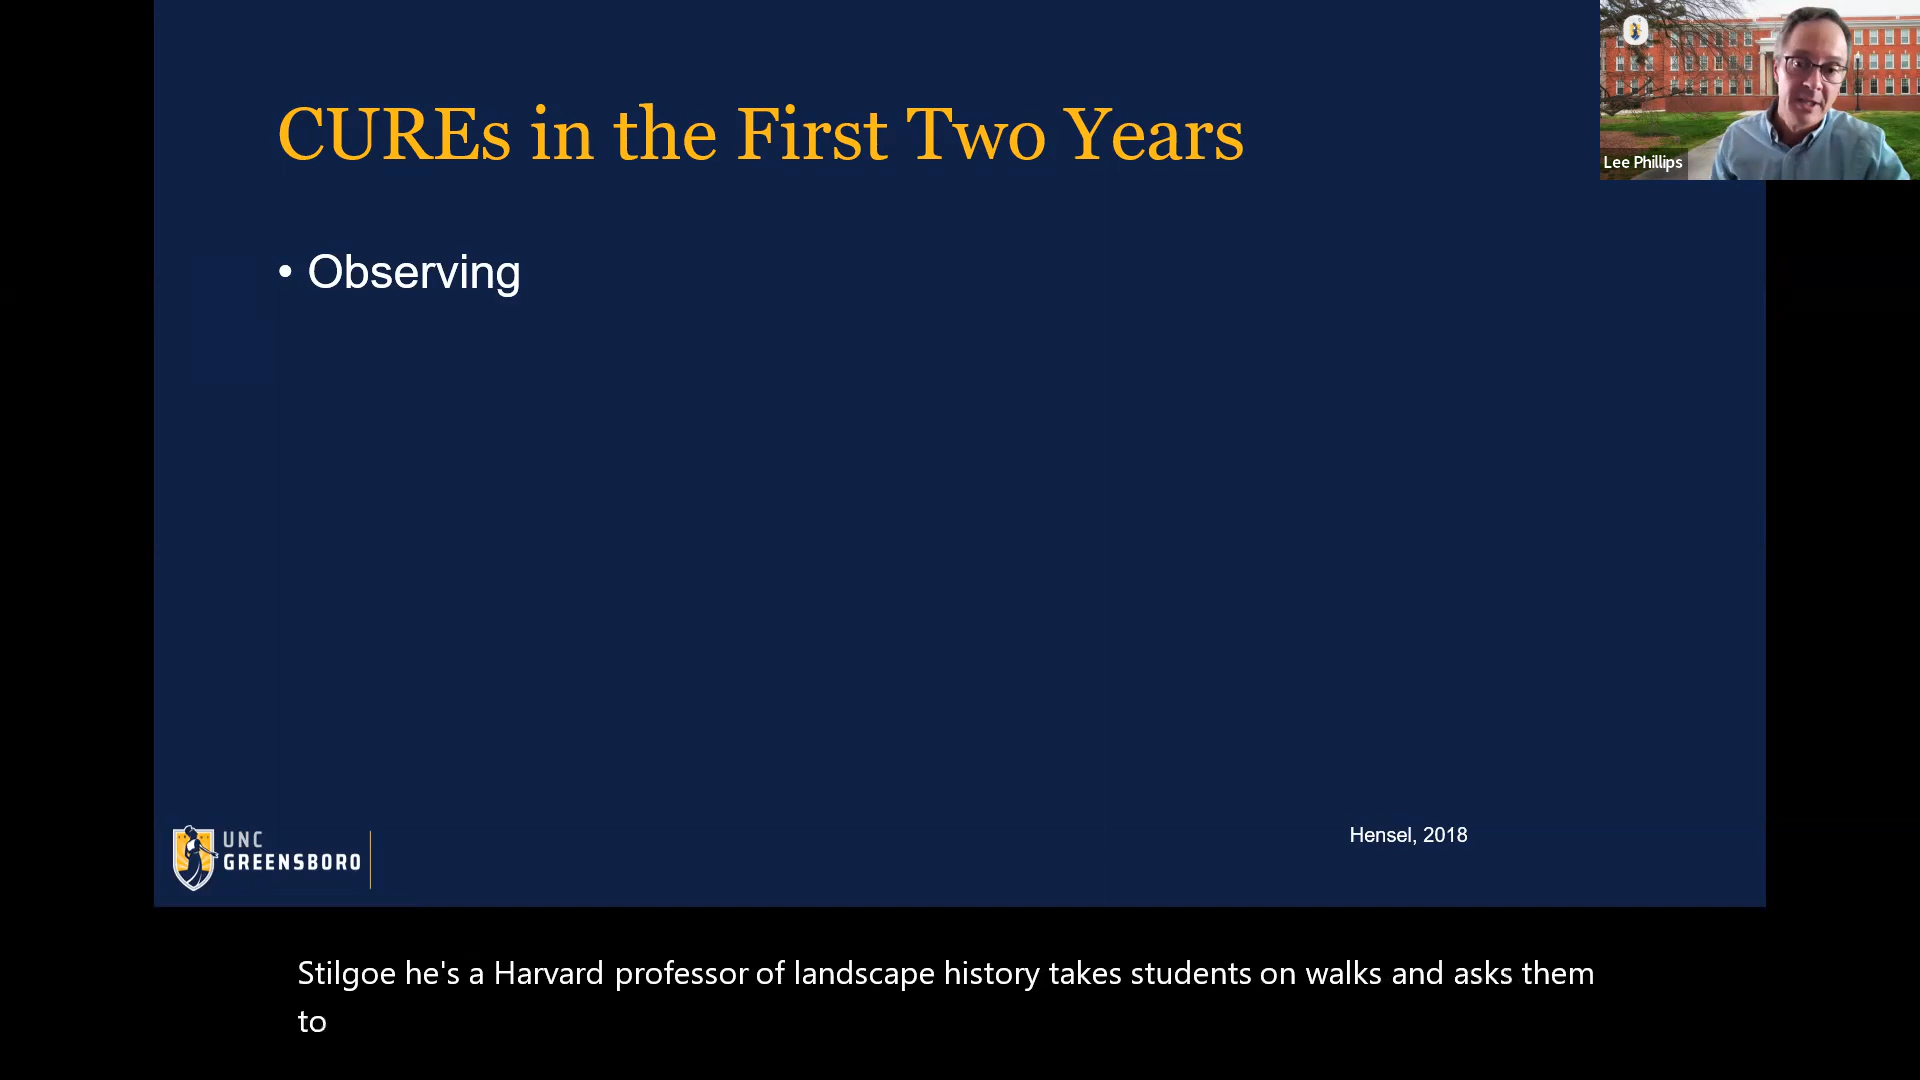 CUREs in the First Two Years
Lee Phillips
• Observing
Hensel, 2018
UNC
GREENSBORO
Stilgoe he's a Harvard professor of landscape history takes students on walks and asks them
to